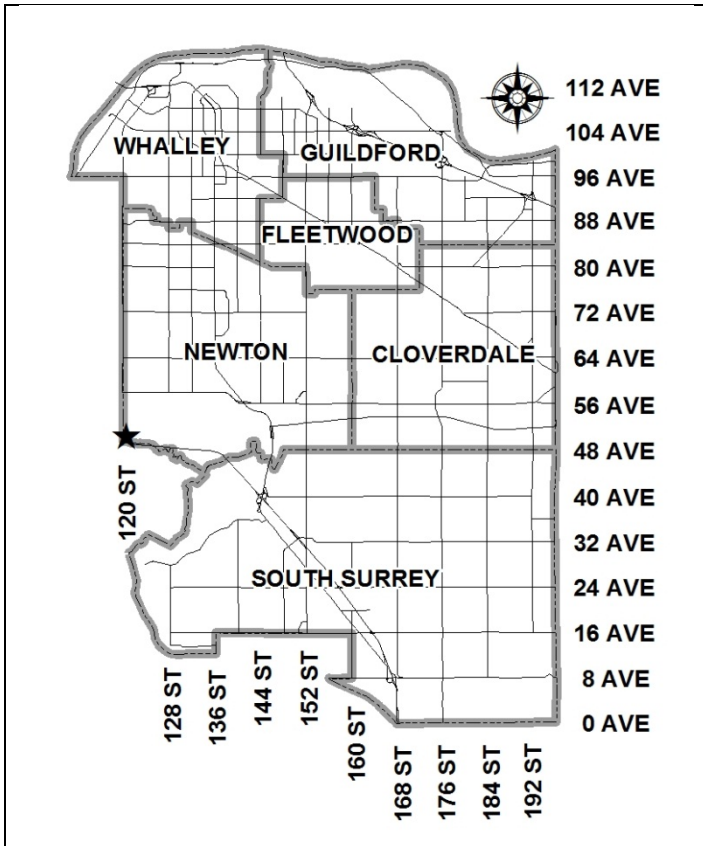 112 AVE
104 AVE
WHALLEY
GUILDFORD
96 AVE
88 AVE
FLEETWOOD
80 AVE
72 AVE
NEWTON
CLOVERDALE
64 AVE
56 AVE
48 AVE
120 ST
40 AVE
32 AVE
SOUTH SURREY
24 AVE
16 AVE
8 AVE
0 AVE
128 ST
136 ST
144 ST
152 ST
160 ST
168 ST
176 ST
184 ST
192 ST